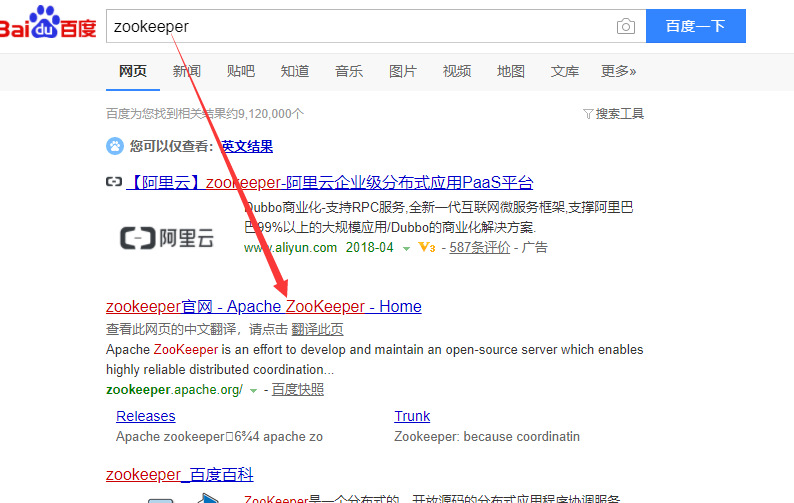 Bai du 百度 zookeeper 百度一下
网页 新闻 贴吧 知道 音乐 图片 视频 地图 文库 更多»
百度为您找到相关结果约9,120,000个 搜索工具
您可以仅查看：英文结果
【阿里云】zookeeper-阿里云企业级分布式应用PaaS平台
Dubbo商业化-支持RPC服务,全新一代互联网微服务框架,支撑阿里巴
阿里云 巴99%以上的大规模应用/Dubbo的商业化解决方案.
www.aliyun.com 2018-04 V3 - 587条评价 - 广告
zookeeper官网 - Apache ZooKeeper - Home
查看此网页的中文翻译，请点击 翻译此页
Apache ZooKeeper is an effort to develop and maintain an open-source server which enables
highly reliable distributed coordination...
zookeeper.apache.org/ - 百度快照
Releases Trunk
Apache zookeeper□6¾4 apache zo Zookeeper: because coordinatin
zookeeper_百度百科
ZooKeeper是一个分布式的，开放源码的分布式应用程序协调服务